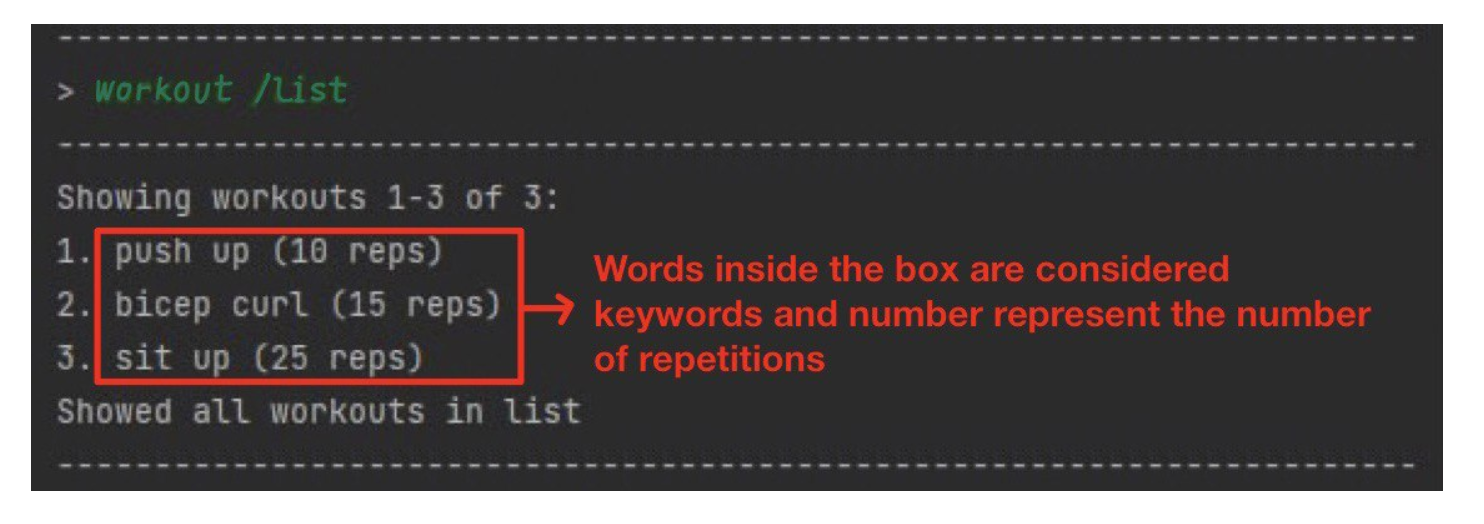 --------------------------------------------------------------------
> workout /list
--------------------------------------------------------------------
Showing workouts 1-3 of 3:
1. push up (10 reps)
2. bicep curl (15 reps)
3. sit up (25 reps)
Showed all workouts in list
--------------------------------------------------------------------
Words inside the box are considered
keywords and number represent the number
of repetitions